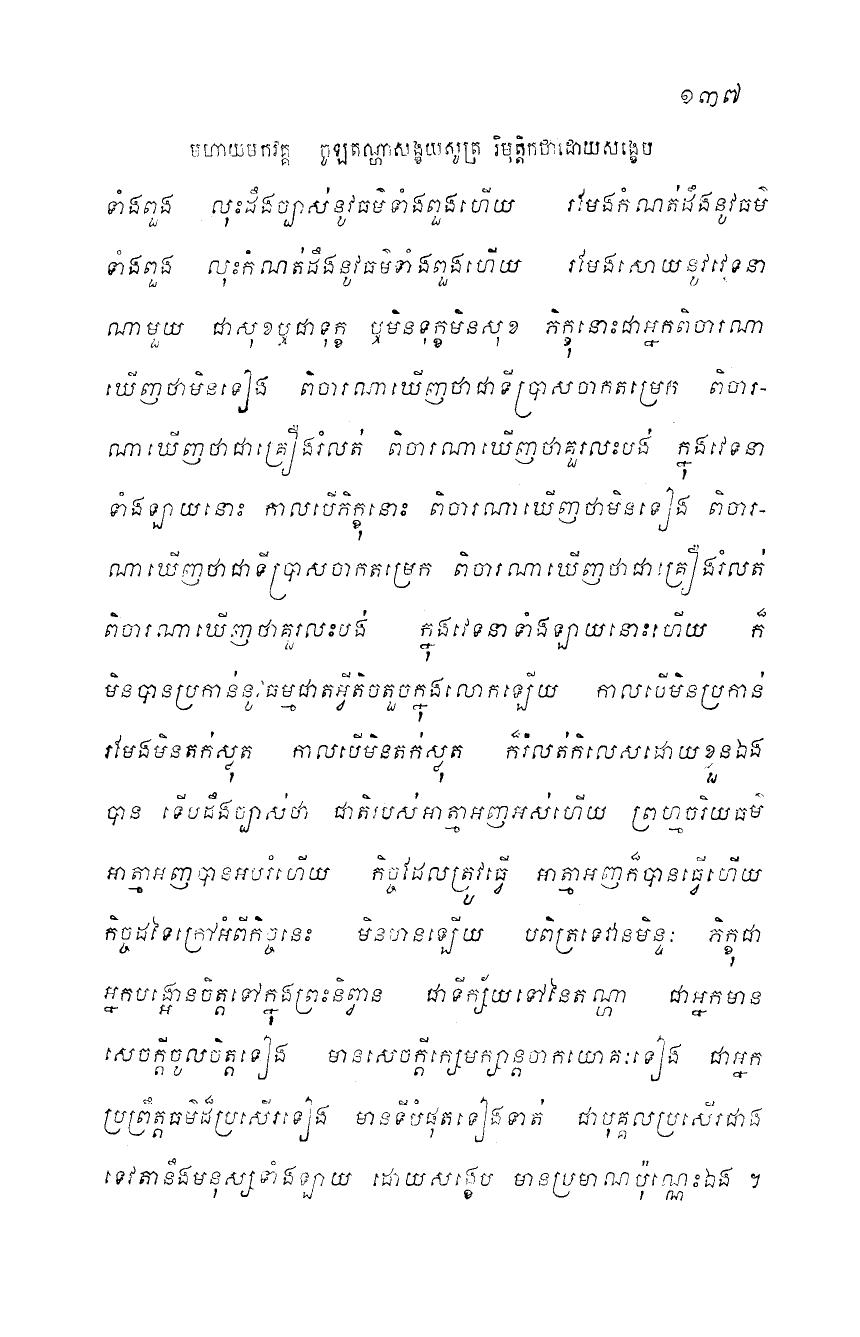 ១៣៧
មហាយមកវគ្គ ចូឡតណ្ហាសង្ខយសូត្រ វិមុត្តិកថាដោយសង្ខេប
ទាំងពួង លុះដឹងច្បាស់នូវធម៌ទាំងពួងហើយ រមែងកំណត់ដឹងនូវធម៌
ទាំងពួង លុះកំណត់ដឹងនូវធម៌ទាំងពួងហើយ រមែងសោយនូវវេទនា
ណាមួយ ជាសុខឬជាទុក្ខ ឬមិនទុក្ខមិនសុខ ភិក្ខុនោះជាអ្នកពិចារណា
ឃើញថាមិនទៀង ពិចារណាឃើញថាជាទីប្រាសចាកតម្រេក ពិចារ-
ណាឃើញថាជាគ្រឿងរំលត់ ពិចារណាឃើញថាគួរលះបង់ ក្នុងវេទនា
ទាំងឡាយនោះ កាលបើភិក្ខុនោះ ពិចារណាឃើញថាមិនទៀង ពិចារ-
ណាឃើញថាជាទីប្រាសចាកតម្រេក ពិចារណាឃើញថាជាគ្រឿងរំលត់
ពិចារណាឃើញថាគួរលះបង់ ក្នុងវេទនាទាំងឡាយនោះហើយ ក៏
មិនបានប្រកាន់នូវធម្មជាតអ្វីតិចតួចក្នុងលោកឡើយ កាលបើមិនប្រកាន់
រមែងមិនតក់ស្លុត កាលបើមិនតក់ស្លុត ក៏រំលត់កិលេសដោយខ្លួនឯង
បាន ទើបដឹងច្បាស់ថា ជាតិរបស់អាត្មាអញអស់ហើយ ព្រហ្មចរិយធម៌
អាត្មាអញបានអប់រំហើយ កិច្ចដែលត្រូវធ្វើ អាត្មាអញក៏បានធ្វើហើយ
កិច្ចដទៃក្រៅអំពីកិច្ចនេះ មិនមានឡើយ បពិត្រទេវានមិន្ទៈ ភិក្ខុជា
អ្នកបង្អោនចិត្តទៅក្នុងព្រះនិព្វាន ជាទីក្ស័យទៅនៃតណ្ហា ជាអ្នកមាន
សេចក្តីចូលចិត្តទៀង មានសេចក្តីក្សេមក្សាន្តចាកយោគៈទៀង ជាអ្នក
ប្រព្រឹត្តធម៌ដ៏ប្រសើរទៀង មានទីបំផុតទៀងទាត់ ជាបុគ្គលប្រសើរជាង
ទេវតានឹងមនុស្សទាំងឡាយ ដោយសង្ខេប មានប្រមាណប៉ុណ្ណេះឯង ។